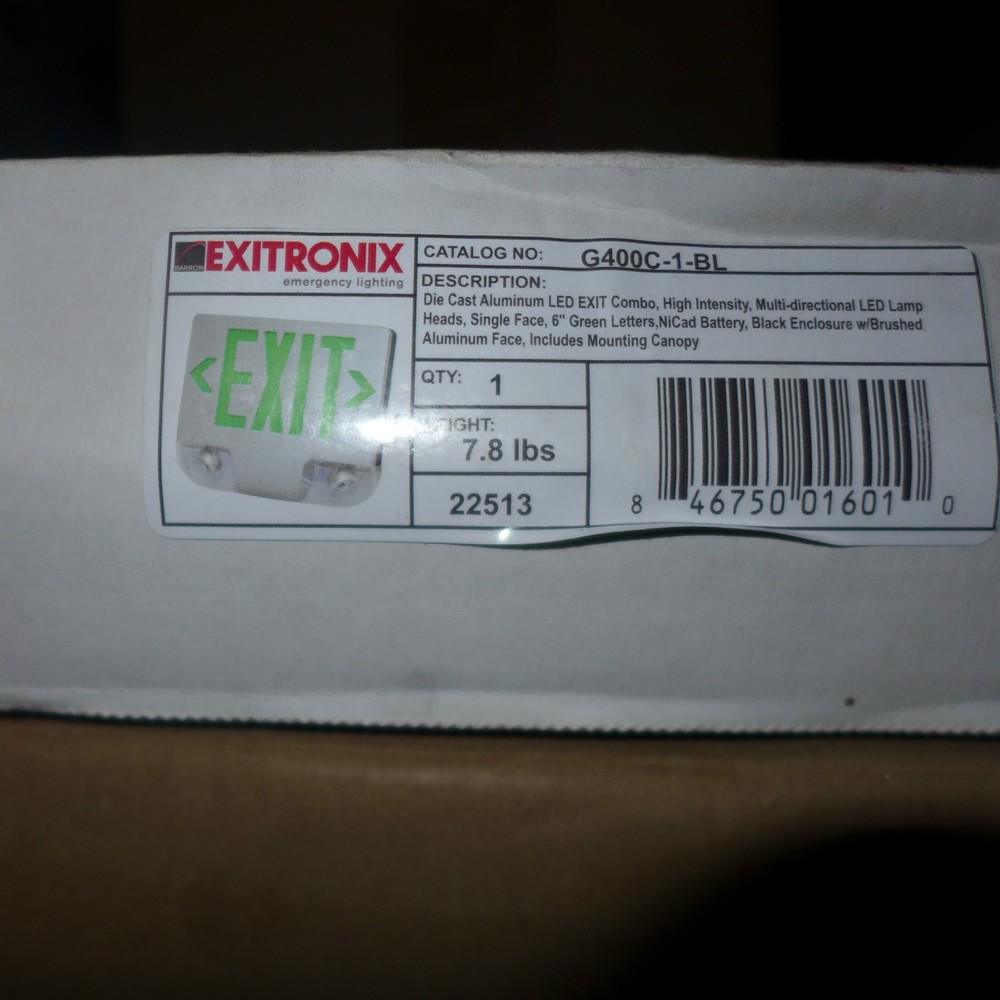 BARRON
EXITRONIX
emergency lighting
CATALOG NO: G400C-1-BL
DESCRIPTION:
Die Cast Aluminum LED EXIT Combo, High Intensity, Multi-directional LED Lamp
Heads, Single Face, 6" Green Letters,NiCad Battery, Black Enclosure w/Brushed
Aluminum Face, Includes Mounting Canopy
<EXIT>
QTY: 1
WEIGHT:
7.8 lbs
22513
8 46750 01601 0